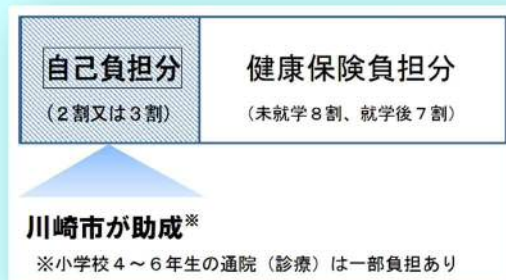 自己負担分
健康保険負担分
（２割又は３割）
（未就学８割、就学後７割）
川崎市が助成※
※小学校４～６年生の通院（診療）は一部負担あり